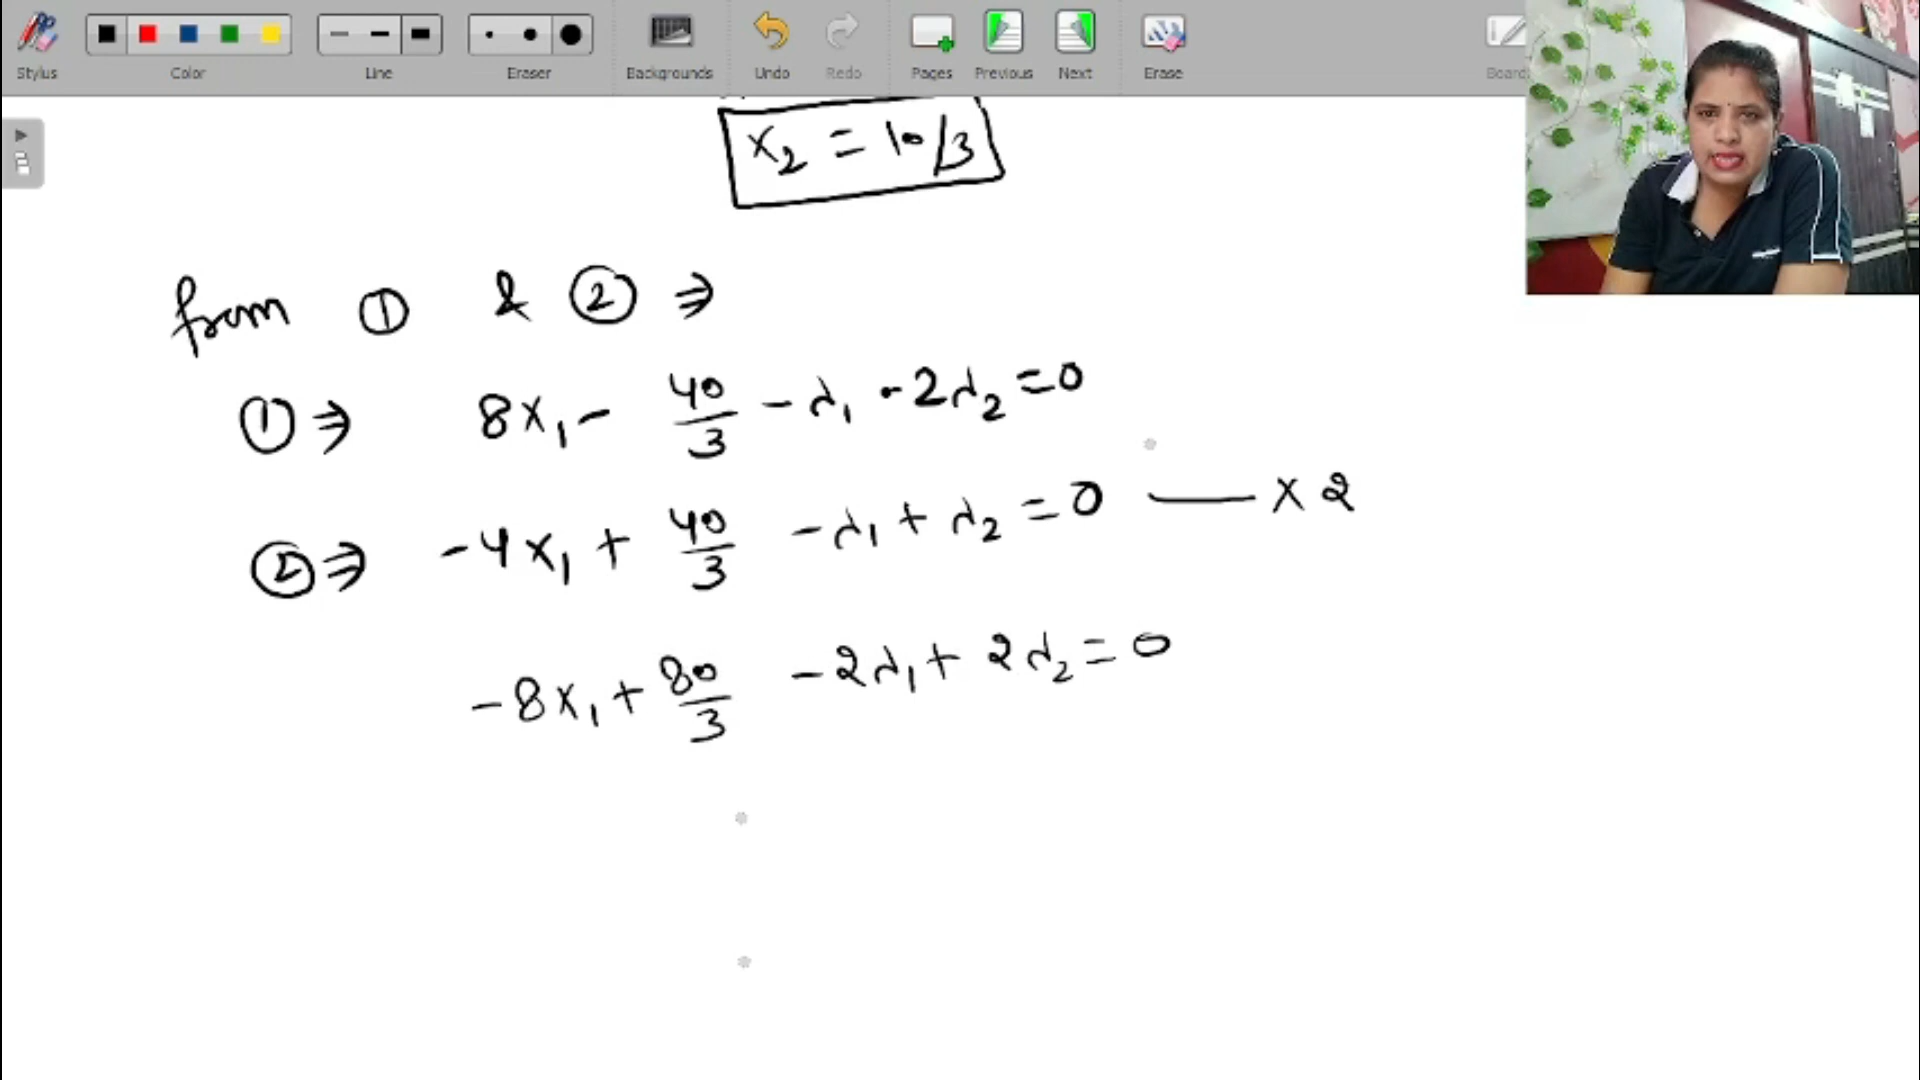 Stylus Color Line Eraser Backgrounds Undo Redo Pages Previous Next Erase Board
x₂ = 10/3
from ① & ② ⇒
① ⇒ 8x₁ - 40/3 - λ₁ - 2λ₂ = 0
② ⇒ -4x₁ + 40/3 - λ₁ + λ₂ = 0 —— x 2
-8x₁ + 80/3 - 2λ₁ + 2λ₂ = 0